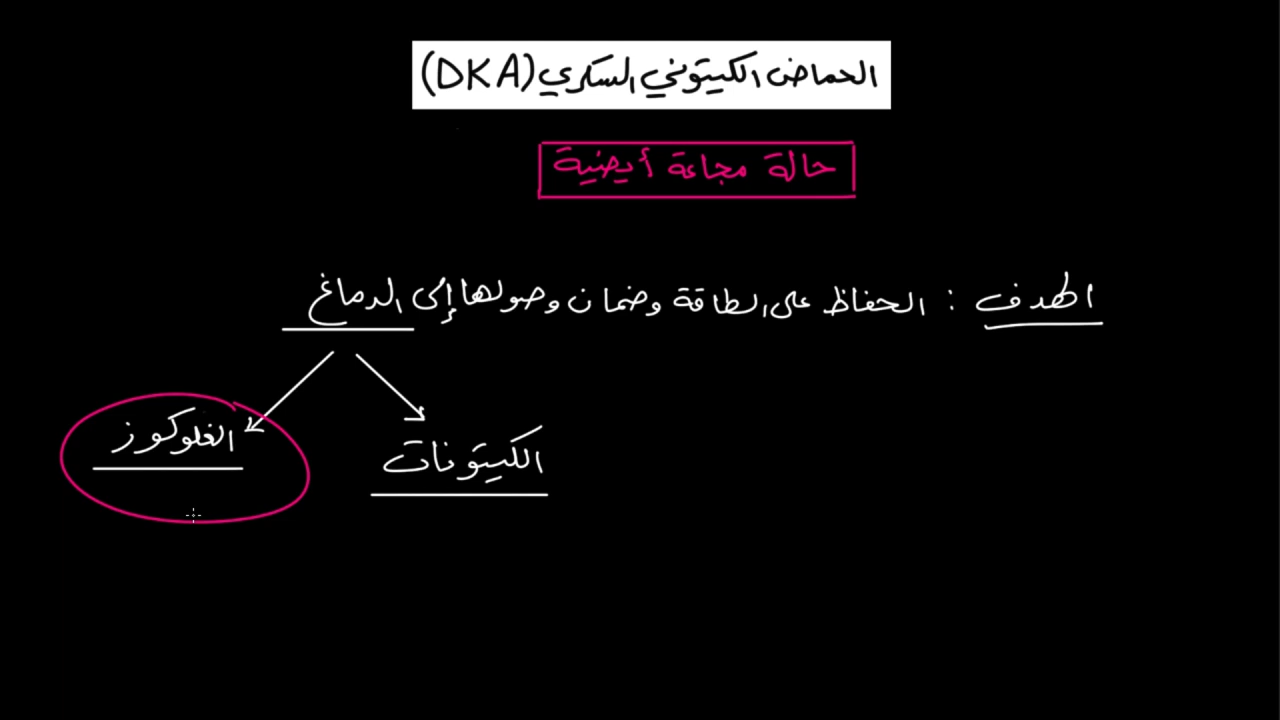 الحماض الكيتوني السكري (DKA)
حالة مجاعة أيضية
الهدف : الحفاظ على الطاقة وضمان وصولها إلى الدماغ
الكيتونات
الغلوكوز